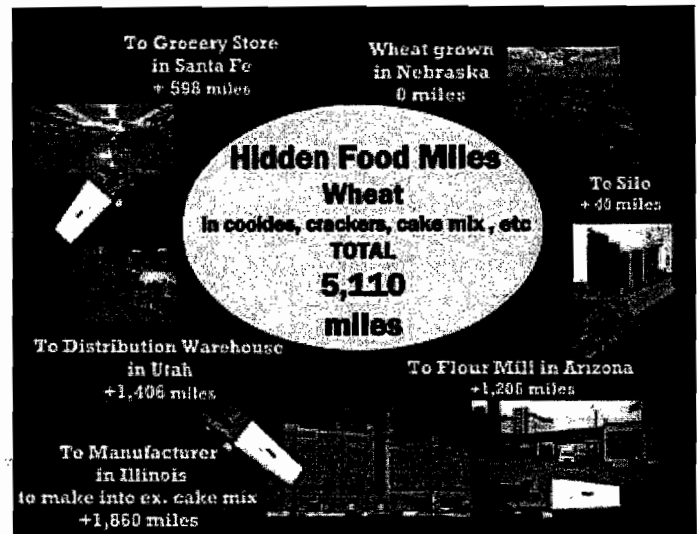 Hidden Food Miles
Wheat
in cookies, crackers, cake mix , etc
TOTAL
5,110
miles
Wheat grown
in Nebraska
0 miles
To Silo
+ 40 miles
To Flour Mill in Arizona
+1,206 miles
To Manufacturer
in Illinois
to make into ex. cake mix
+1,860 miles
To Distribution Warehouse
in Utah
+1,406 miles
To Grocery Store
in Santa Fe
+ 598 miles